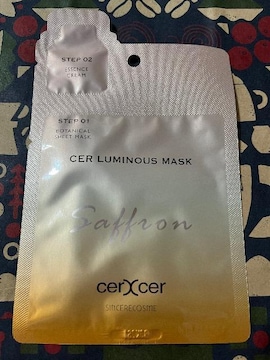 STEP 02
ESSENCE
CREAM
STEP 01
BOTANICAL
SHEET MASK
CER LUMINOUS MASK
Saffron
cerXcer
SINCERECOSME